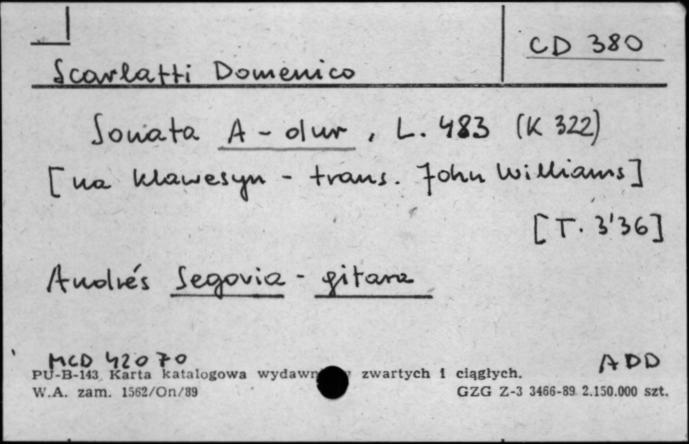 CD 380
Scarlatti Domenico
Sonata A-dur, L. 483 (K 322)
[na klawesyn - trans. John Williams]
[T. 3'36]
Andrés Segovia - gitara
MCD 42070 ADD
PU-B-143 Karta katalogowa zwartych i ciągłych.
W.A. zam. 1562/On/89 GZG Z-3 3466-89 2.150.000 szt.